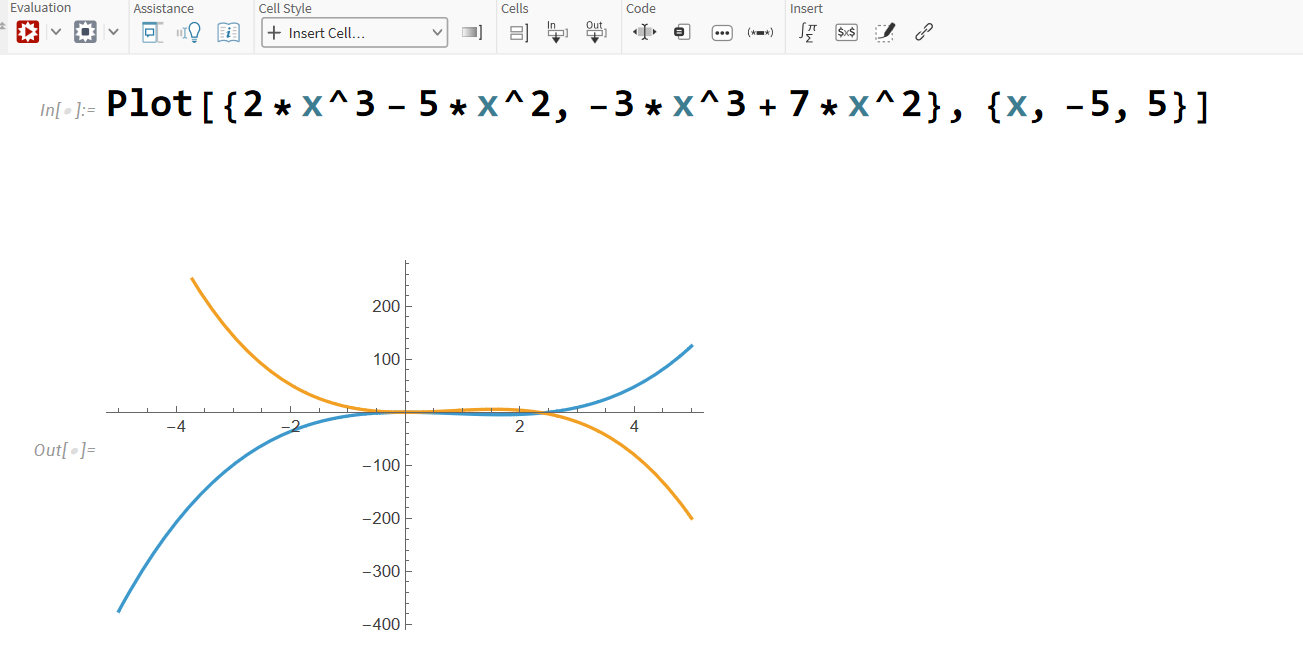 Evaluation Assistance Cell Style Cells Code Insert
Insert Cell... In Out $x$
In[ ]:= Plot[{2*x^3-5*x^2, -3*x^3+7*x^2}, {x, -5, 5}]
200
100
-4 -2 2 4
Out[ ]=
-100
-200
-300
-400